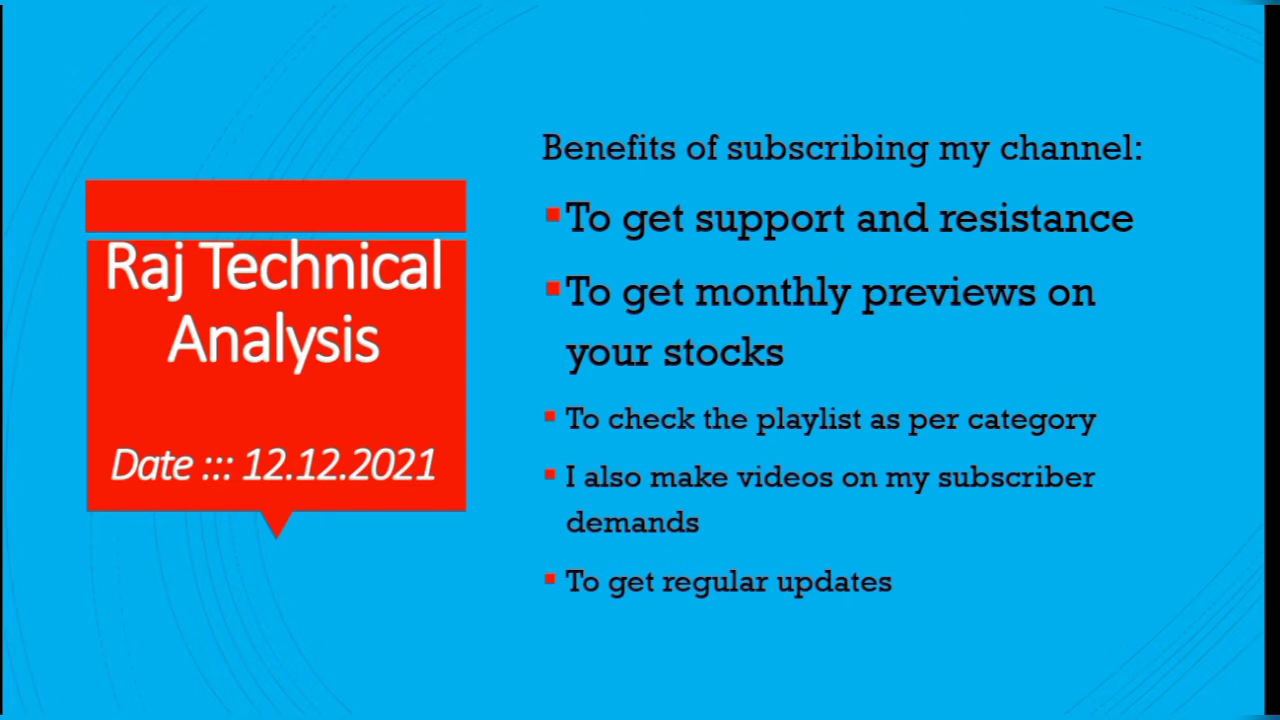 Raj Technical
Analysis
Date ::: 12.12.2021
Benefits of subscribing my channel:
▪To get support and resistance
▪To get monthly previews on
your stocks
▪ To check the playlist as per category
▪ I also make videos on my subscriber
demands
▪ To get regular updates